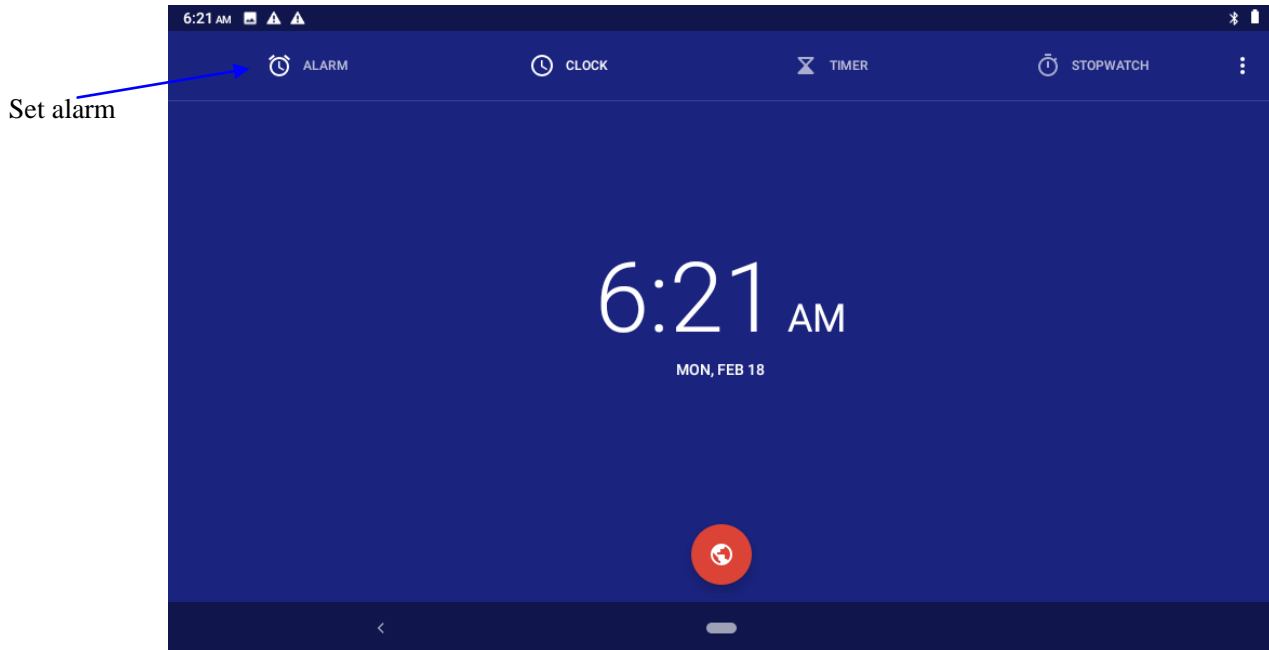 6:21 AM
ALARM CLOCK TIMER STOPWATCH
Set alarm
6:21 AM
MON, FEB 18